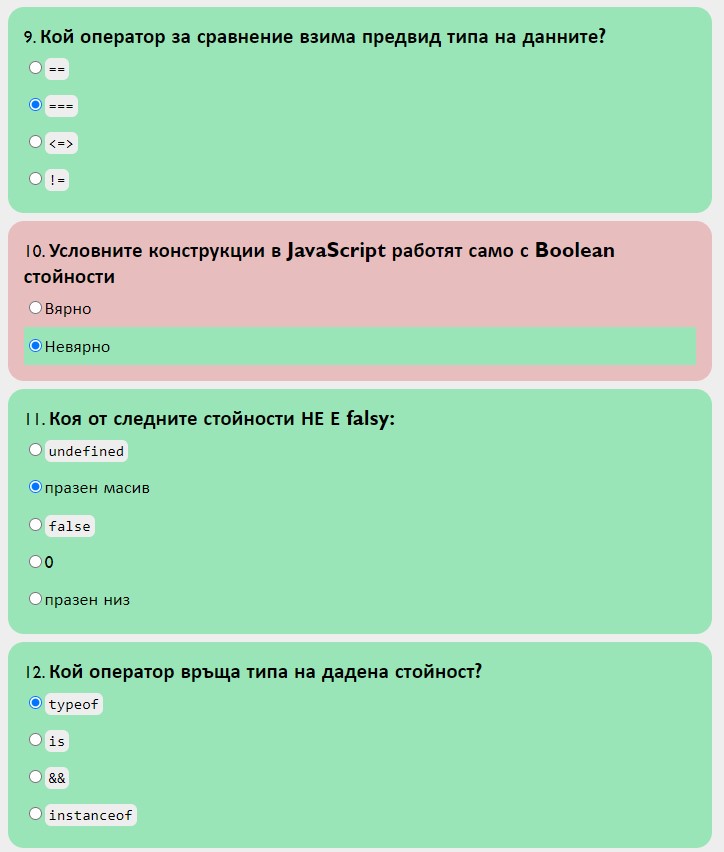 9. Кой оператор за сравнение взима предвид типа на данните?
==
===
<=>
!=
10. Условните конструкции в JavaScript работят само с Boolean
стойности
Вярно
Невярно
11. Коя от следните стойности НЕ Е falsy:
undefined
празен масив
false
0
празен низ
12. Кой оператор връща типа на дадена стойност?
typeof
is
&&
instanceof